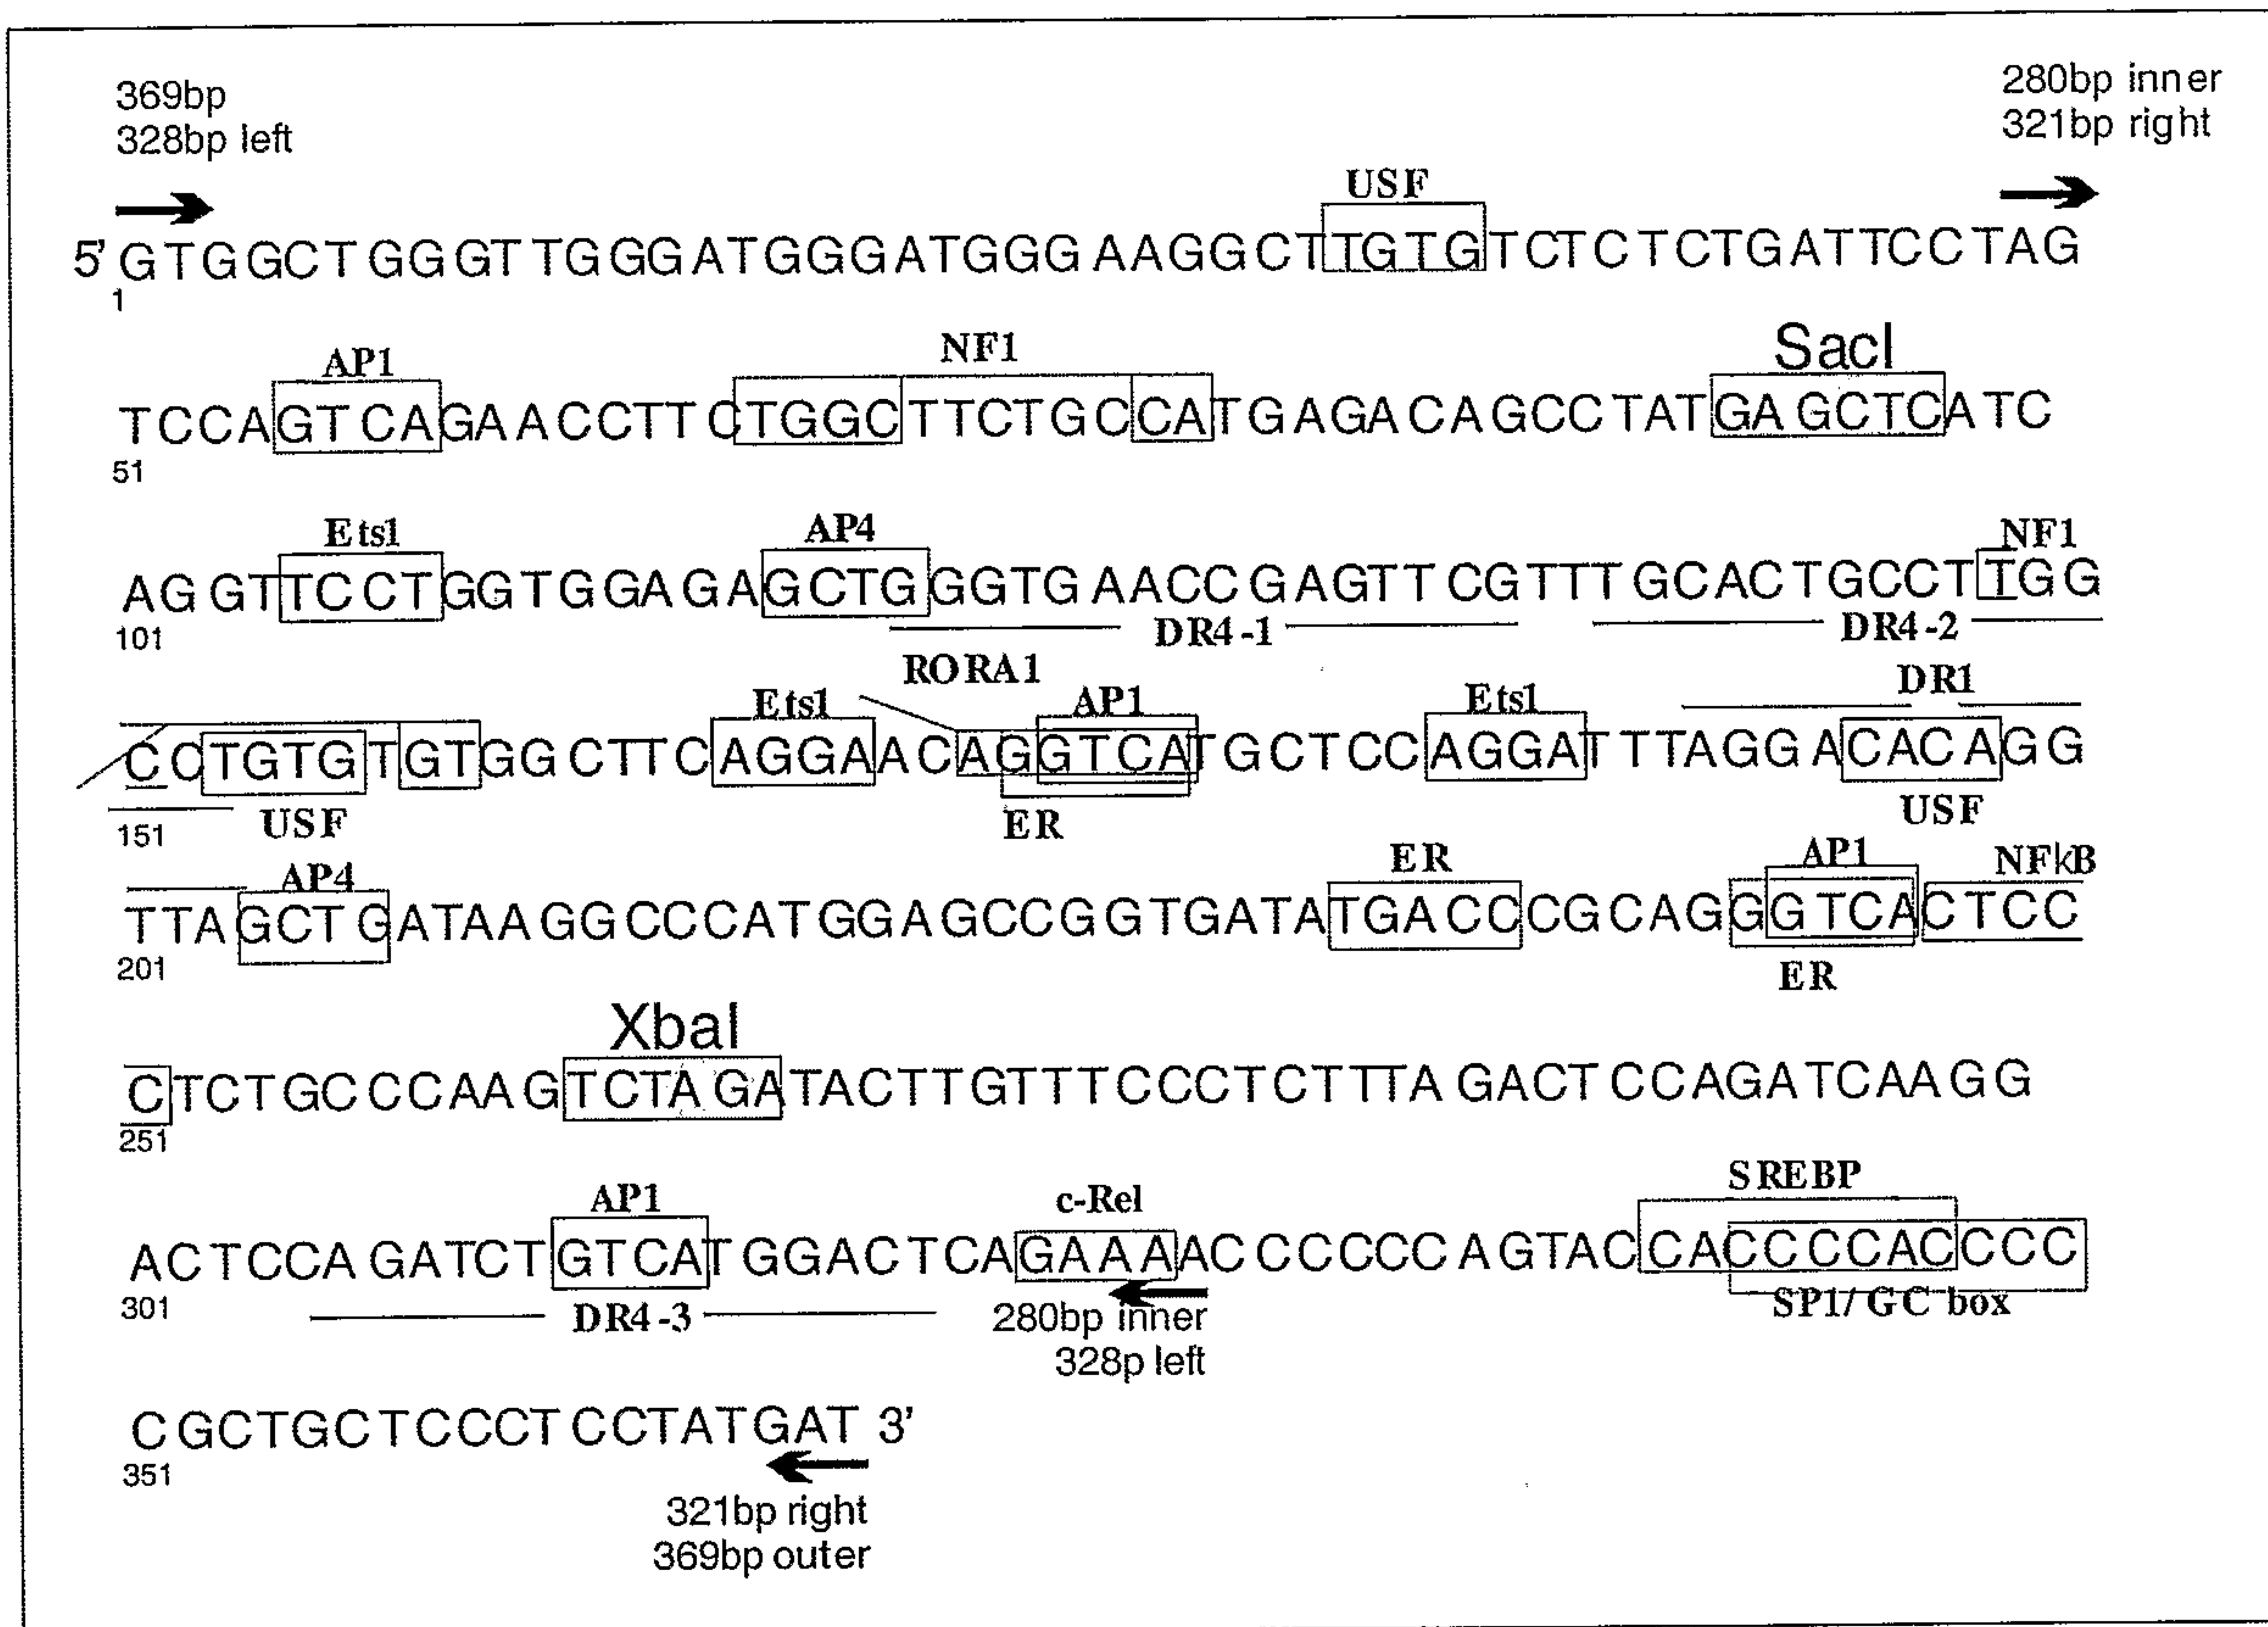 369bp
328bp left
280bp inner
321bp right
USF
5' GTGGCTGGGTTGGGATGGGATGGGAAGGCTTGTGTCTCTCTGATTCCTAG
1
AP1
NF1
SacI
TCCAGTCAGAACCTTCTGGCTTCTGCCATGAGACAGCCTATGAGCTCATC
51
Ets1
AP4
NF1
AGGTTCCTGGTGGAGAGCTGGGTGAACCGAGTTCGTTTGCACTGCCTTGG
101
DR4-1
DR4-2
RORA1
Ets1
AP1
Ets1
DR1
CCTGTGTGTGGCTTCAGGAACAGGTCATGCTCCAGGATTTAGGACACAGG
151
USF
ER
USF
AP4
ER
AP1
NFkB
TTAGCTGATAAGGCCCATGGAGCCGGTGATATGACCCGCAGGGTCACTCC
201
ER
XbaI
CTCTGCCCAAGTCTAGATACTTGTTTCCCTCTTTAGACTCCAGATCAAGG
251
AP1
c-Rel
SREBP
ACTCCAGATCTGTCATGGACTCAGAAAACCCCCCAGTACCACCCCACCCC
301
DR4-3
280bp inner
328p left
SP1/ GC box
CGCTGCTCCCTCCTATGAT 3'
351
321bp right
369bp outer